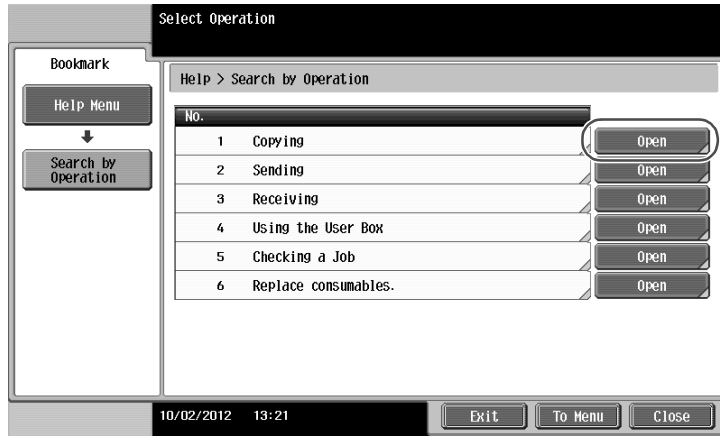 Select Operation
Bookmark
Help Menu
Search by
Operation
Help > Search by Operation
No.
1 Copying Open
2 Sending Open
3 Receiving Open
4 Using the User Box Open
5 Checking a Job Open
6 Replace consumables. Open
10/02/2012 13:21
Exit To Menu Close